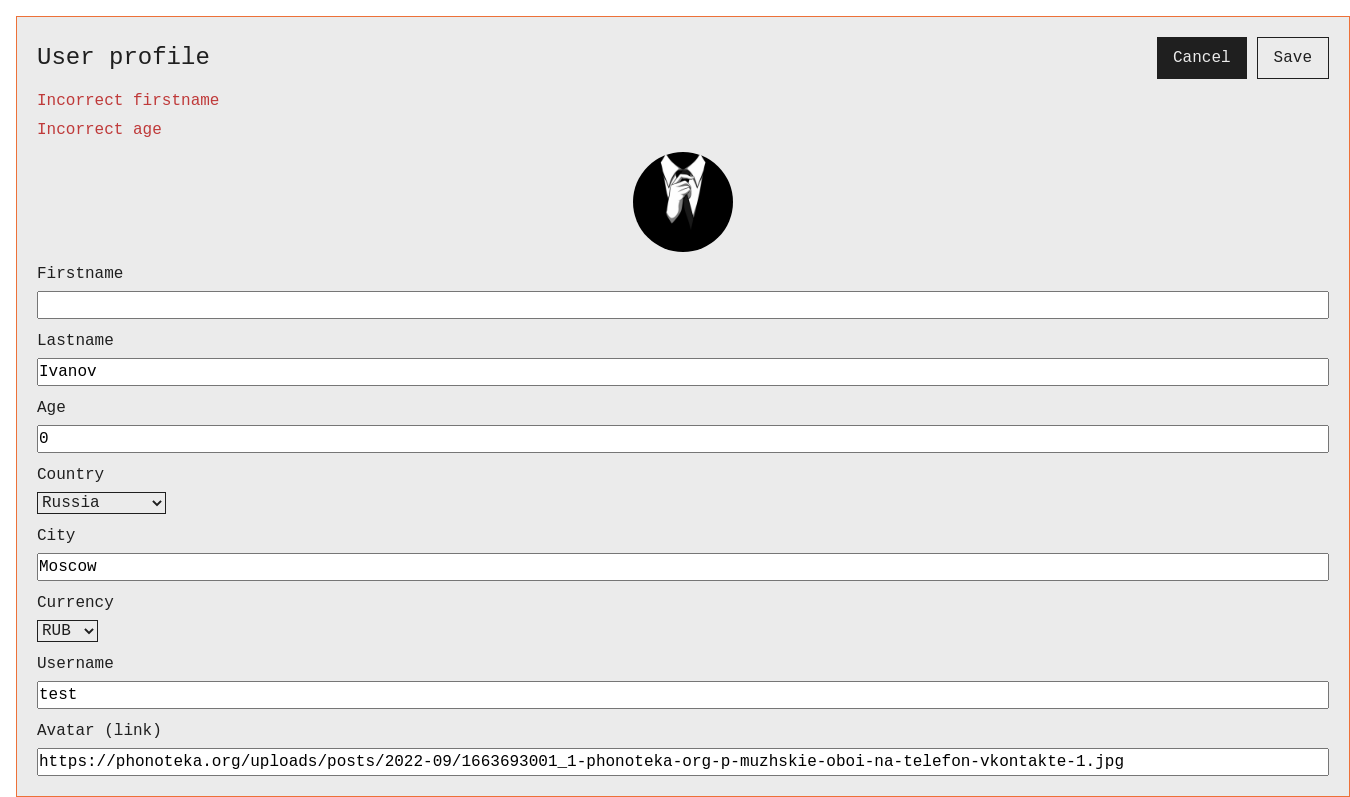 User profile
Cancel
Save
Incorrect firstname
Incorrect age
Firstname
Lastname
Ivanov
Age
0
Country
Russia
City
Moscow
Currency
RUB
Username
test
Avatar (link)
https://phonoteka.org/uploads/posts/2022-09/1663693001_1-phonoteka-org-p-muzhskie-oboi-na-telefon-vkontakte-1.jpg